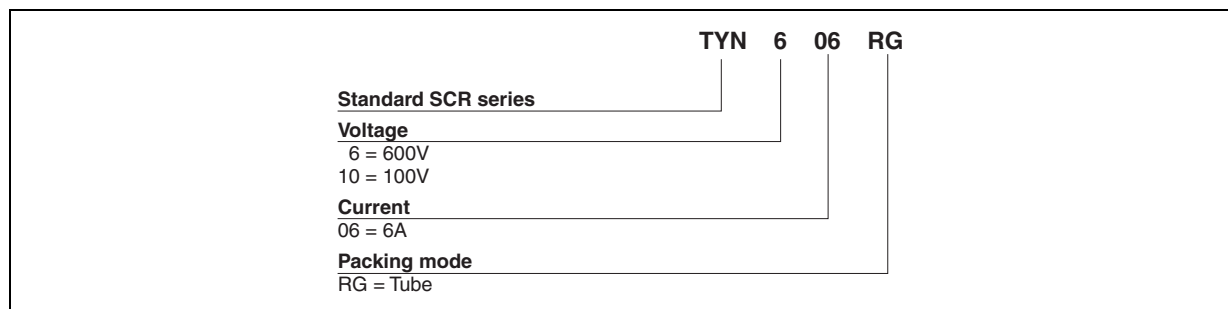 TYN 6 06 RG
Standard SCR series
Voltage
6 = 600V
10 = 100V
Current
06 = 6A
Packing mode
RG = Tube